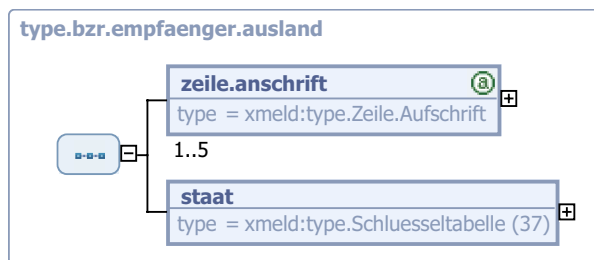 type.bzr.empfaenger.ausland
zeile.anschrift a
type = xmeld:type.Zeile.Aufschrift
1..5
staat
type = xmeld:type.Schluesseltabelle (37)